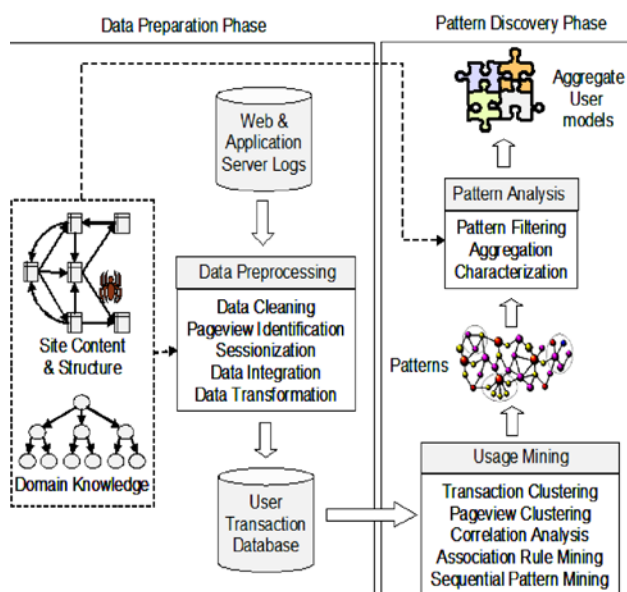 Data Preparation Phase
Pattern Discovery Phase
Web &
Application
Server Logs
Aggregate
User
models
Data Preprocessing
Data Cleaning
Pageview Identification
Sessionization
Data Integration
Data Transformation
Pattern Analysis
Pattern Filtering
Aggregation
Characterization
Site Content
& Structure
Patterns
Domain Knowledge
User
Transaction
Database
Usage Mining
Transaction Clustering
Pageview Clustering
Correlation Analysis
Association Rule Mining
Sequential Pattern Mining